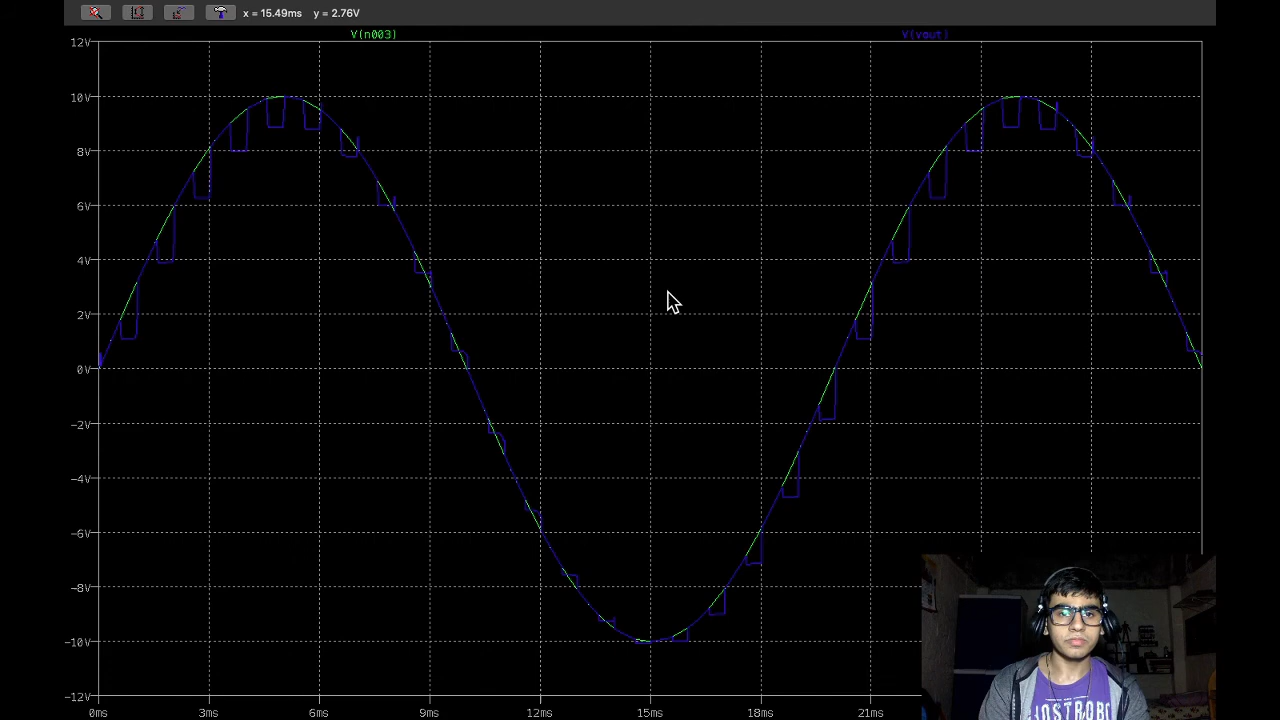 x = 15.49ms y = 2.76V
V(n003) V(vout)
12V
10V
8V
6V
4V
2V
0V
-2V
-4V
-6V
-8V
-10V
-12V
0ms 3ms 6ms 9ms 12ms 15ms 18ms 21ms